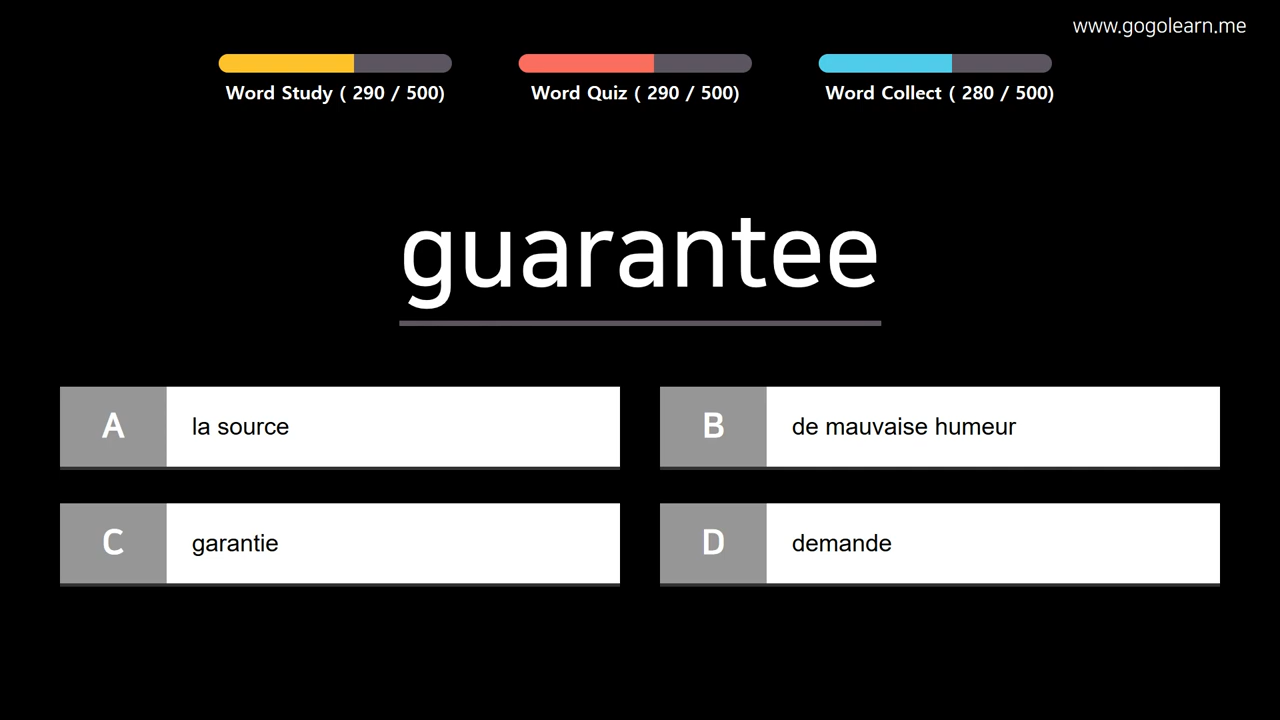 www.gogolearn.me
Word Study ( 290 / 500)
Word Quiz ( 290 / 500)
Word Collect ( 280 / 500)
guarantee
A
la source
B
de mauvaise humeur
C
garantie
D
demande